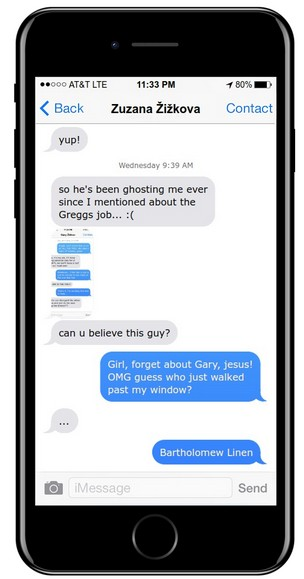 AT&T LTE 11:33 PM 80%
Back Zuzana Žižkova Contact
yup!
Wednesday 9:39 AM
so he's been ghosting me ever
since I mentioned about the
Greggs job... :(
can u believe this guy?
Girl, forget about Gary, jesus!
OMG guess who just walked
past my window?
...
Bartholomew Linen
iMessage Send